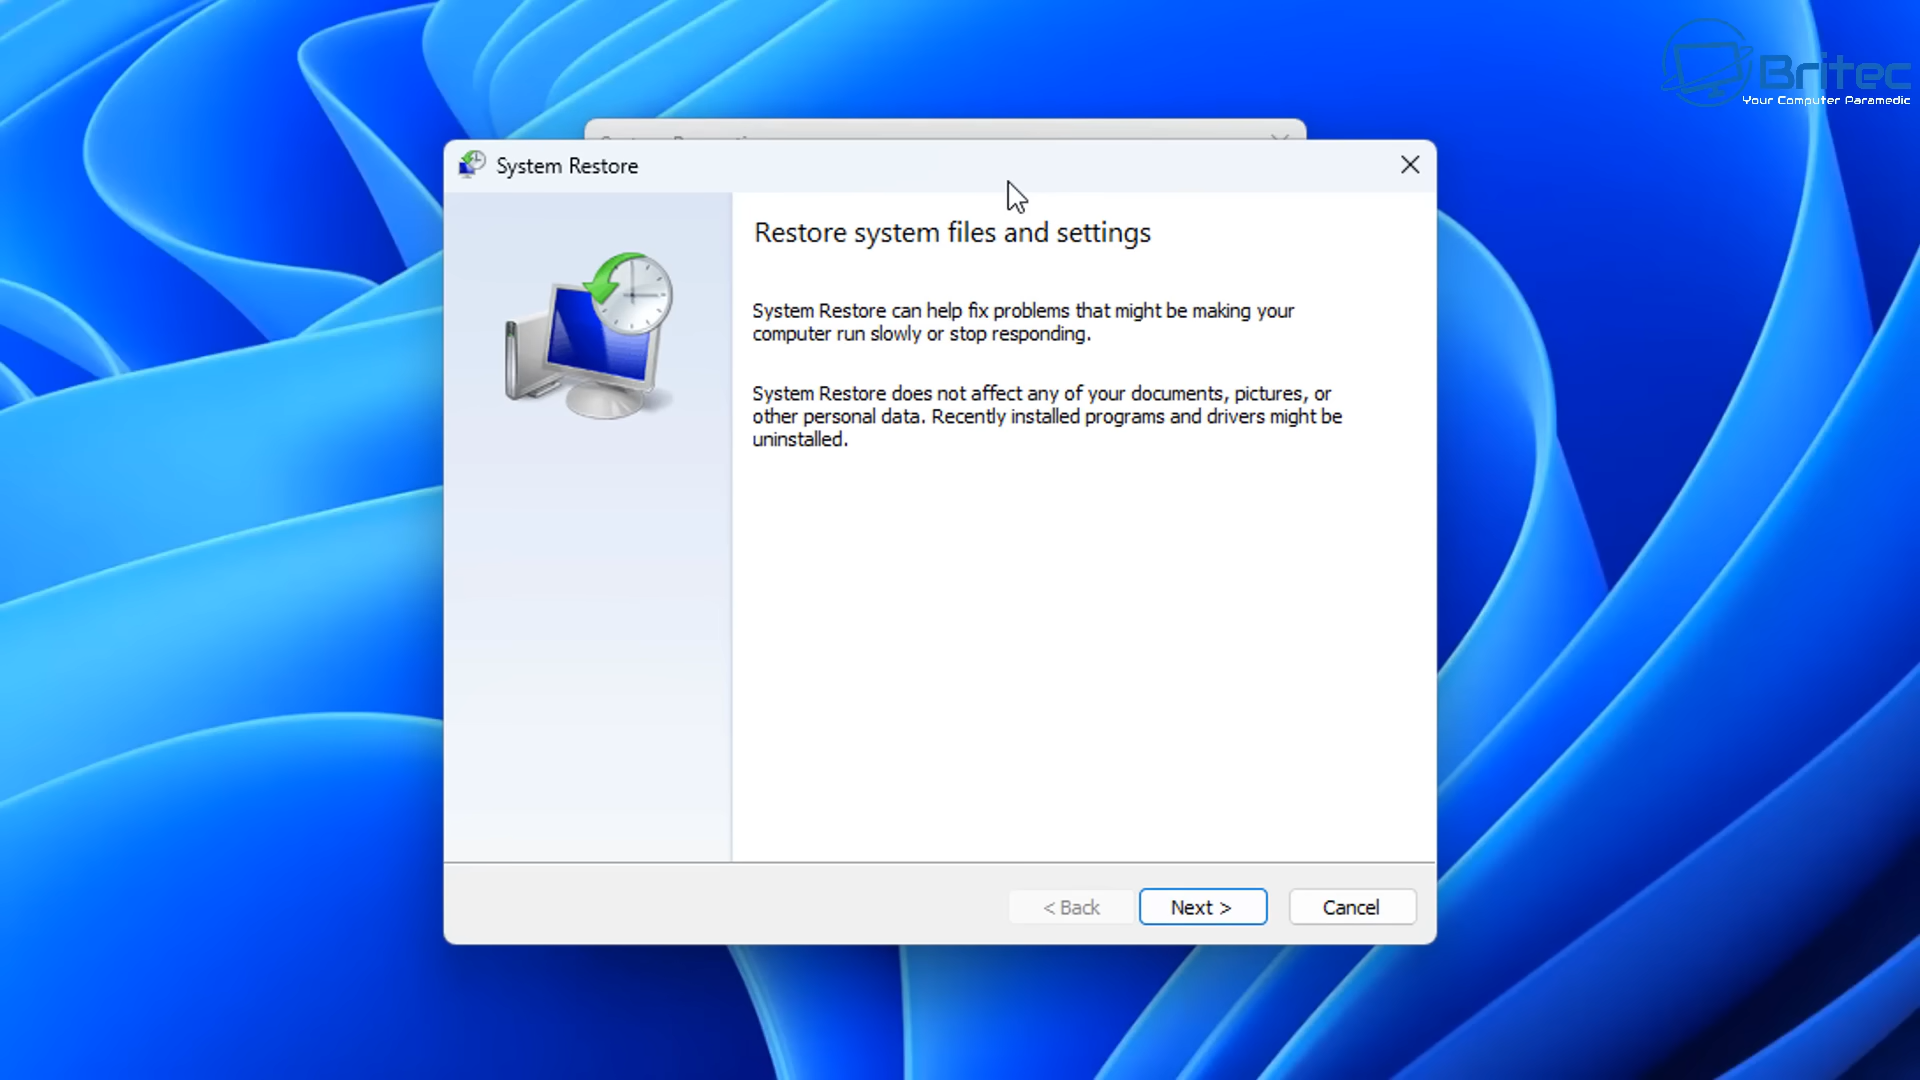 Britec
Your Computer Paramedic
System Restore
Restore system files and settings
System Restore can help fix problems that might be making your
computer run slowly or stop responding.
System Restore does not affect any of your documents, pictures, or
other personal data. Recently installed programs and drivers might be
uninstalled.
< Back
Next >
Cancel